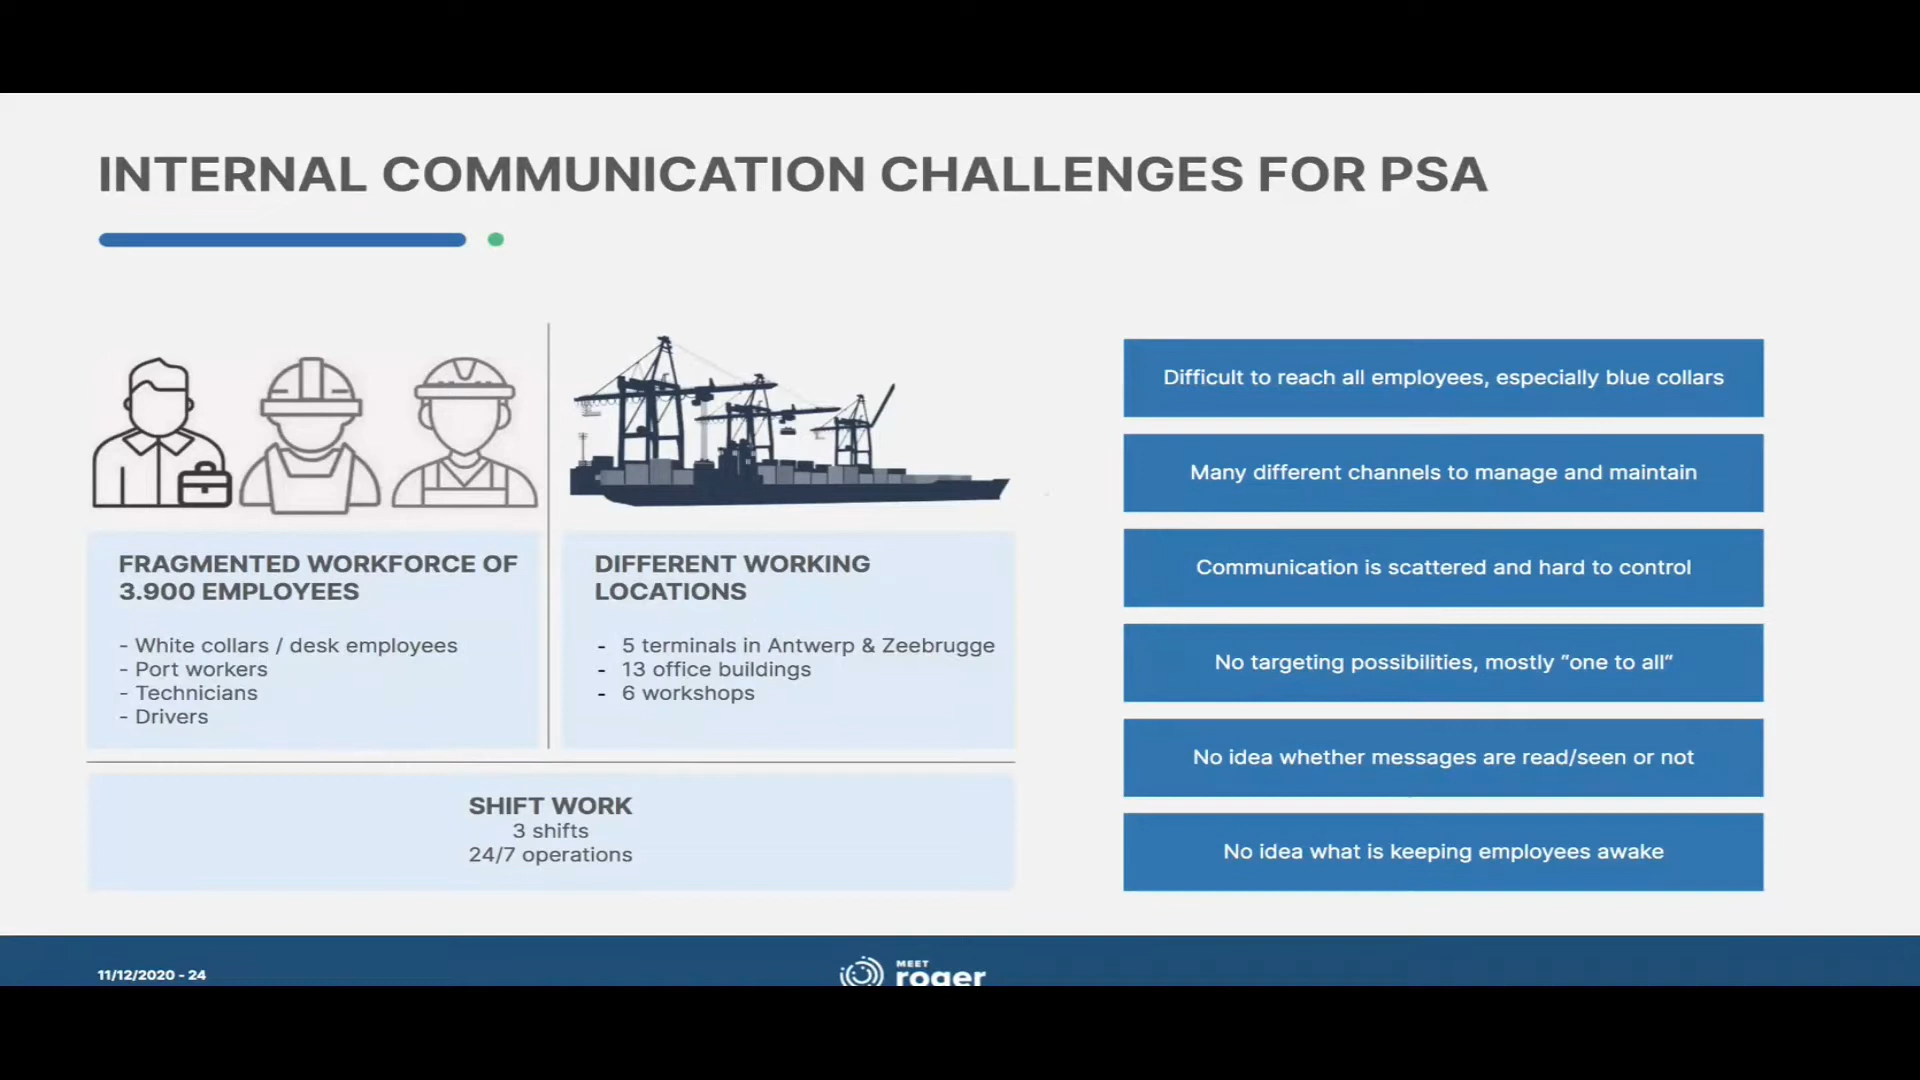 INTERNAL COMMUNICATION CHALLENGES FOR PSA
FRAGMENTED WORKFORCE OF
3.900 EMPLOYEES
- White collars / desk employees
- Port workers
- Technicians
- Drivers
DIFFERENT WORKING
LOCATIONS
- 5 terminals in Antwerp & Zeebrugge
- 13 office buildings
- 6 workshops
SHIFT WORK
3 shifts
24/7 operations
Difficult to reach all employees, especially blue collars
Many different channels to manage and maintain
Communication is scattered and hard to control
No targeting possibilities, mostly "one to all"
No idea whether messages are read/seen or not
No idea what is keeping employees awake
11/12/2020 - 24
MEET
roger